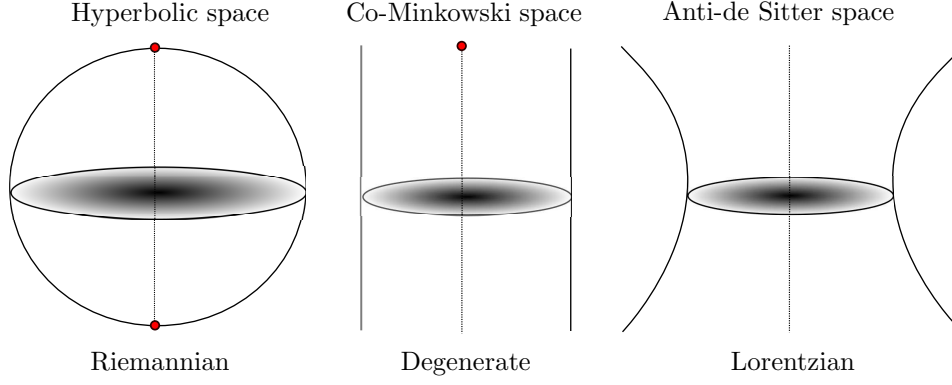 Hyperbolic space
Co-Minkowski space
Anti-de Sitter space
Riemannian
Degenerate
Lorentzian